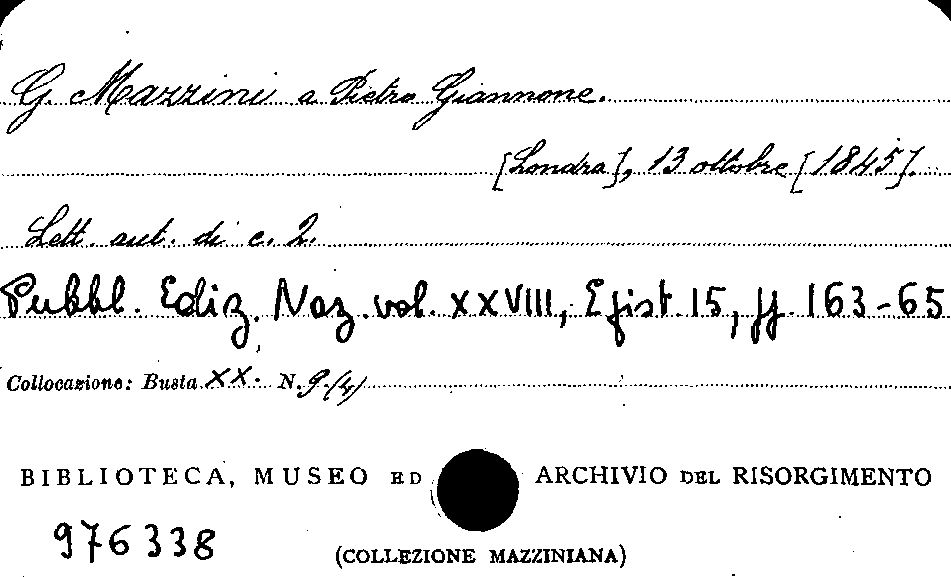 G. Mazzini a Pietro Giannone.
[Londra], 13 ottobre [1845].
Lett. aut. di c. 2.
Pubbl. Ediz. Naz. vol. XXVIII, Epist. 15, pp. 163-65
Collocazione: Busta XX. N. 9 (4)
BIBLIOTECA, MUSEO ED ARCHIVIO DEL RISORGIMENTO
976338
(COLLEZIONE MAZZINIANA)